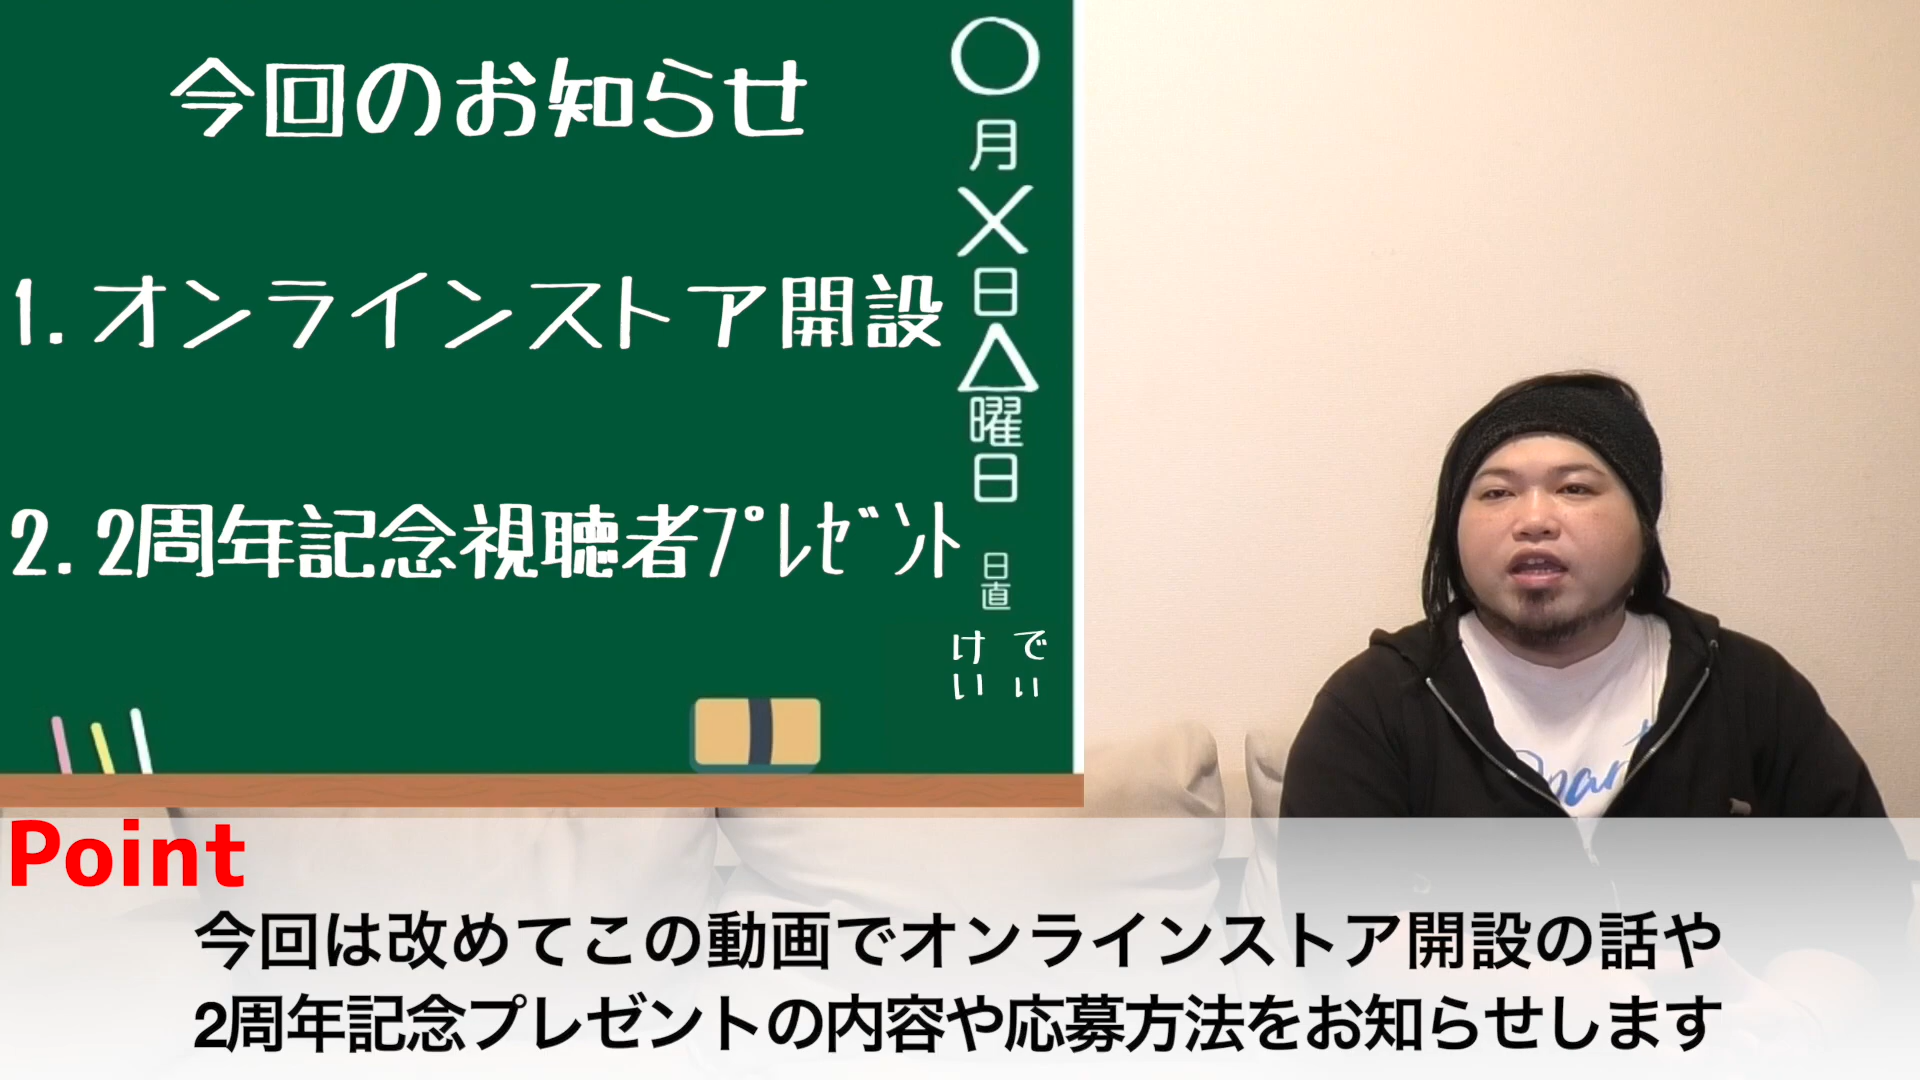 今回のお知らせ
1.オンラインストア開設
2.2周年記念視聴者ﾌﾟﾚｾﾞﾝﾄ
〇月×日△曜日
日直
でぃ
けい
Point
今回は改めてこの動画でオンラインストア開設の話や
2周年記念プレゼントの内容や応募方法をお知らせします